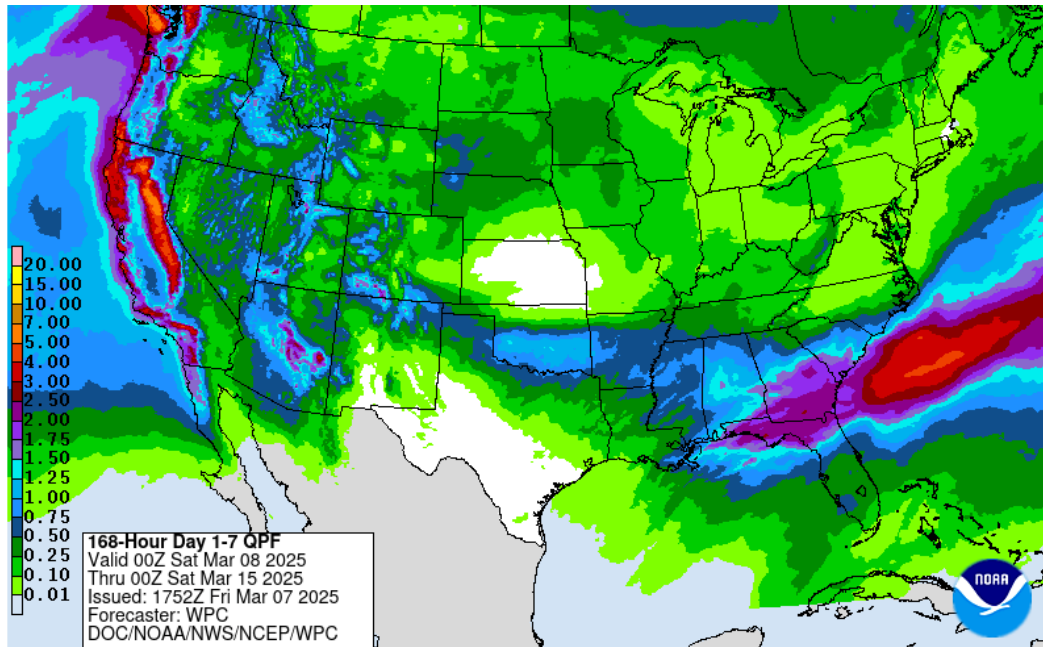 20.00
15.00
10.00
7.00
5.00
4.00
3.00
2.50
2.00
1.75
1.50
1.25
1.00
0.75
0.50
0.25
0.10
0.01
168-Hour Day 1-7 QPF
Valid 00Z Sat Mar 08 2025
Thru 00Z Sat Mar 15 2025
Issued: 1752Z Fri Mar 07 2025
Forecaster: WPC
DOC/NOAA/NWS/NCEP/WPC
NOAA